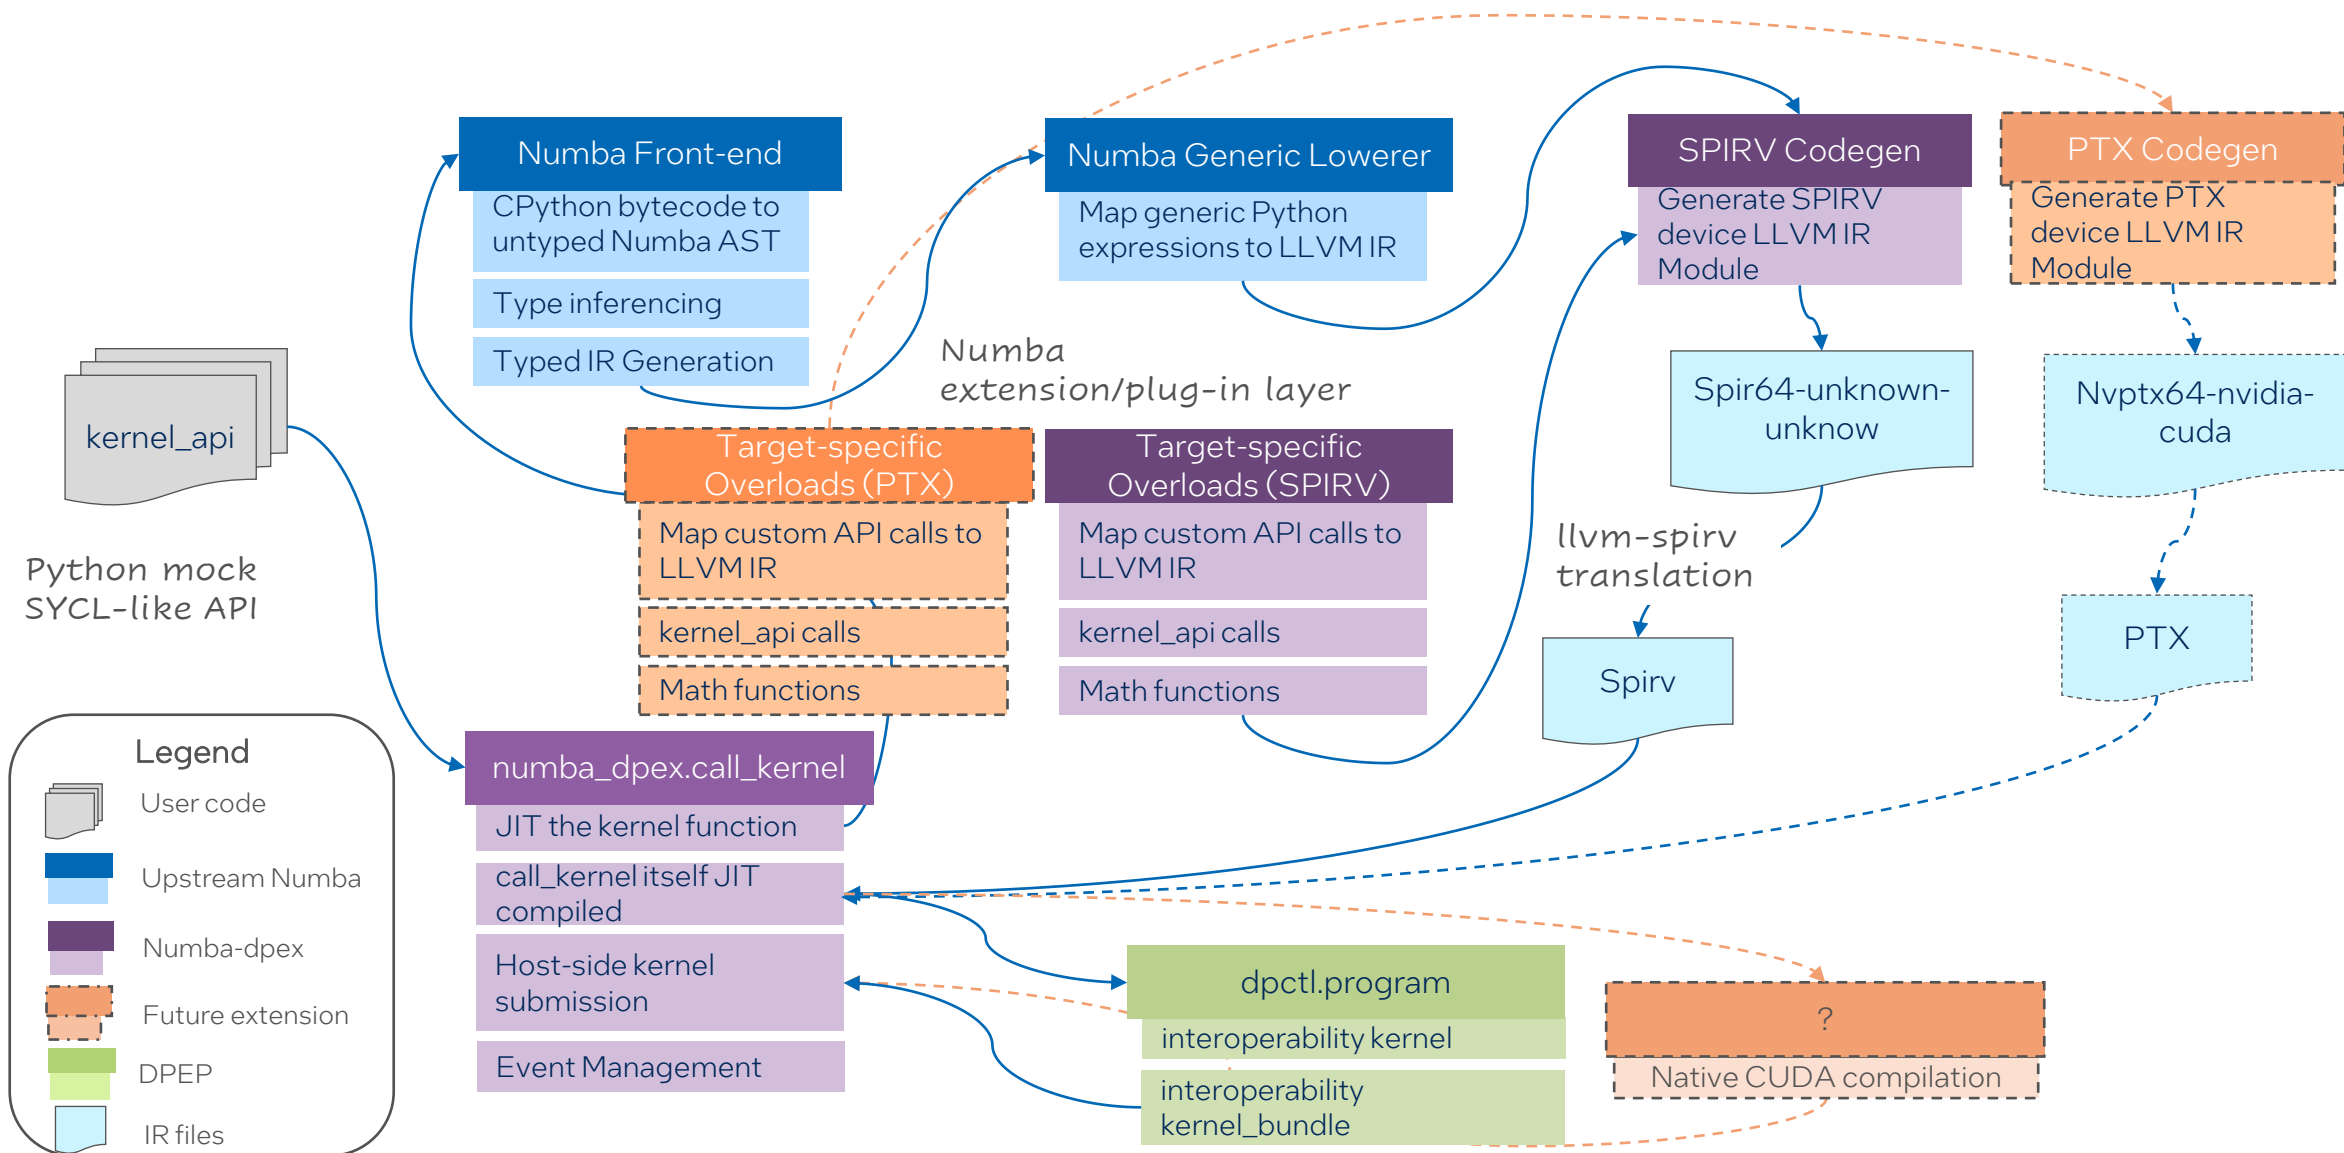 Numba Front-end
CPython bytecode to
untyped Numba AST
Type inferencing
Typed IR Generation
Numba Generic Lowerer
Map generic Python
expressions to LLVM IR
SPIRV Codegen
Generate SPIRV
device LLVM IR
Module
PTX Codegen
Generate PTX
device LLVM IR
Module
kernel_api
Python mock
SYCL-like API
Numba
extension/plug-in layer
Target-specific
Overloads (PTX)
Map custom API calls to
LLVM IR
kernel_api calls
Math functions
Target-specific
Overloads (SPIRV)
Map custom API calls to
LLVM IR
kernel_api calls
Math functions
Spir64-unknown-
unknow
Nvptx64-nvidia-
cuda
llvm-spirv
translation
Spirv
PTX
numba_dpex.call_kernel
JIT the kernel function
call_kernel itself JIT
compiled
Host-side kernel
submission
Event Management
dpctl.program
interoperability kernel
interoperability
kernel_bundle
?
Native CUDA compilation
Legend
User code
Upstream Numba
Numba-dpex
Future extension
DPEP
IR files